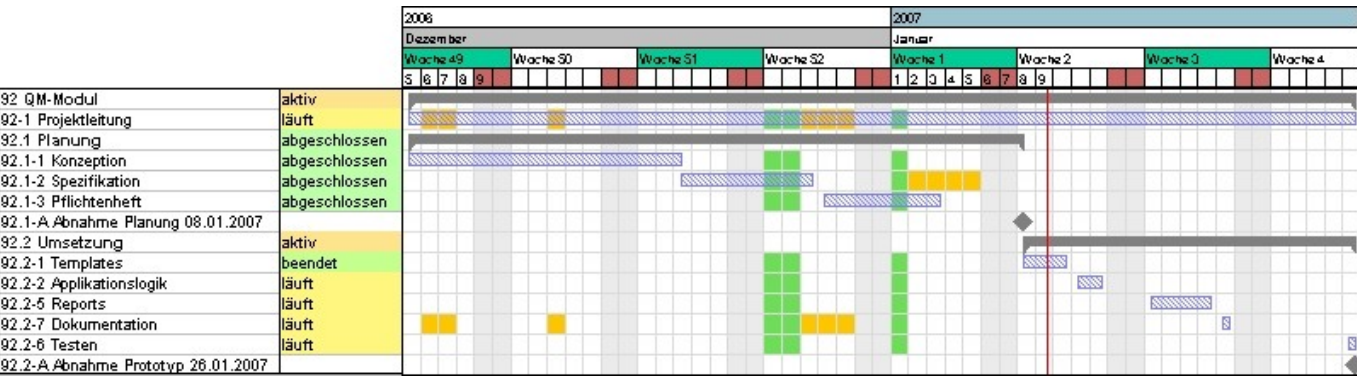 2006 2007
Dezember Januar
Woche 49 Woche 50 Woche 51 Woche 52 Woche 1 Woche 2 Woche 3 Woche 4
5 6 7 8 9 1 2 3 4 5 6 7 8 9
92 QM-Modul aktiv
92-1 Projektleitung läuft
92.1 Planung abgeschlossen
92.1-1 Konzeption abgeschlossen
92.1-2 Spezifikation abgeschlossen
92.1-3 Pflichtenheft abgeschlossen
92.1-A Abnahme Planung 08.01.2007
92.2 Umsetzung aktiv
92.2-1 Templates beendet
92.2-2 Applikationslogik läuft
92.2-5 Reports läuft
92.2-7 Dokumentation läuft
92.2-6 Testen läuft
92.2-A Abnahme Prototyp 26.01.2007